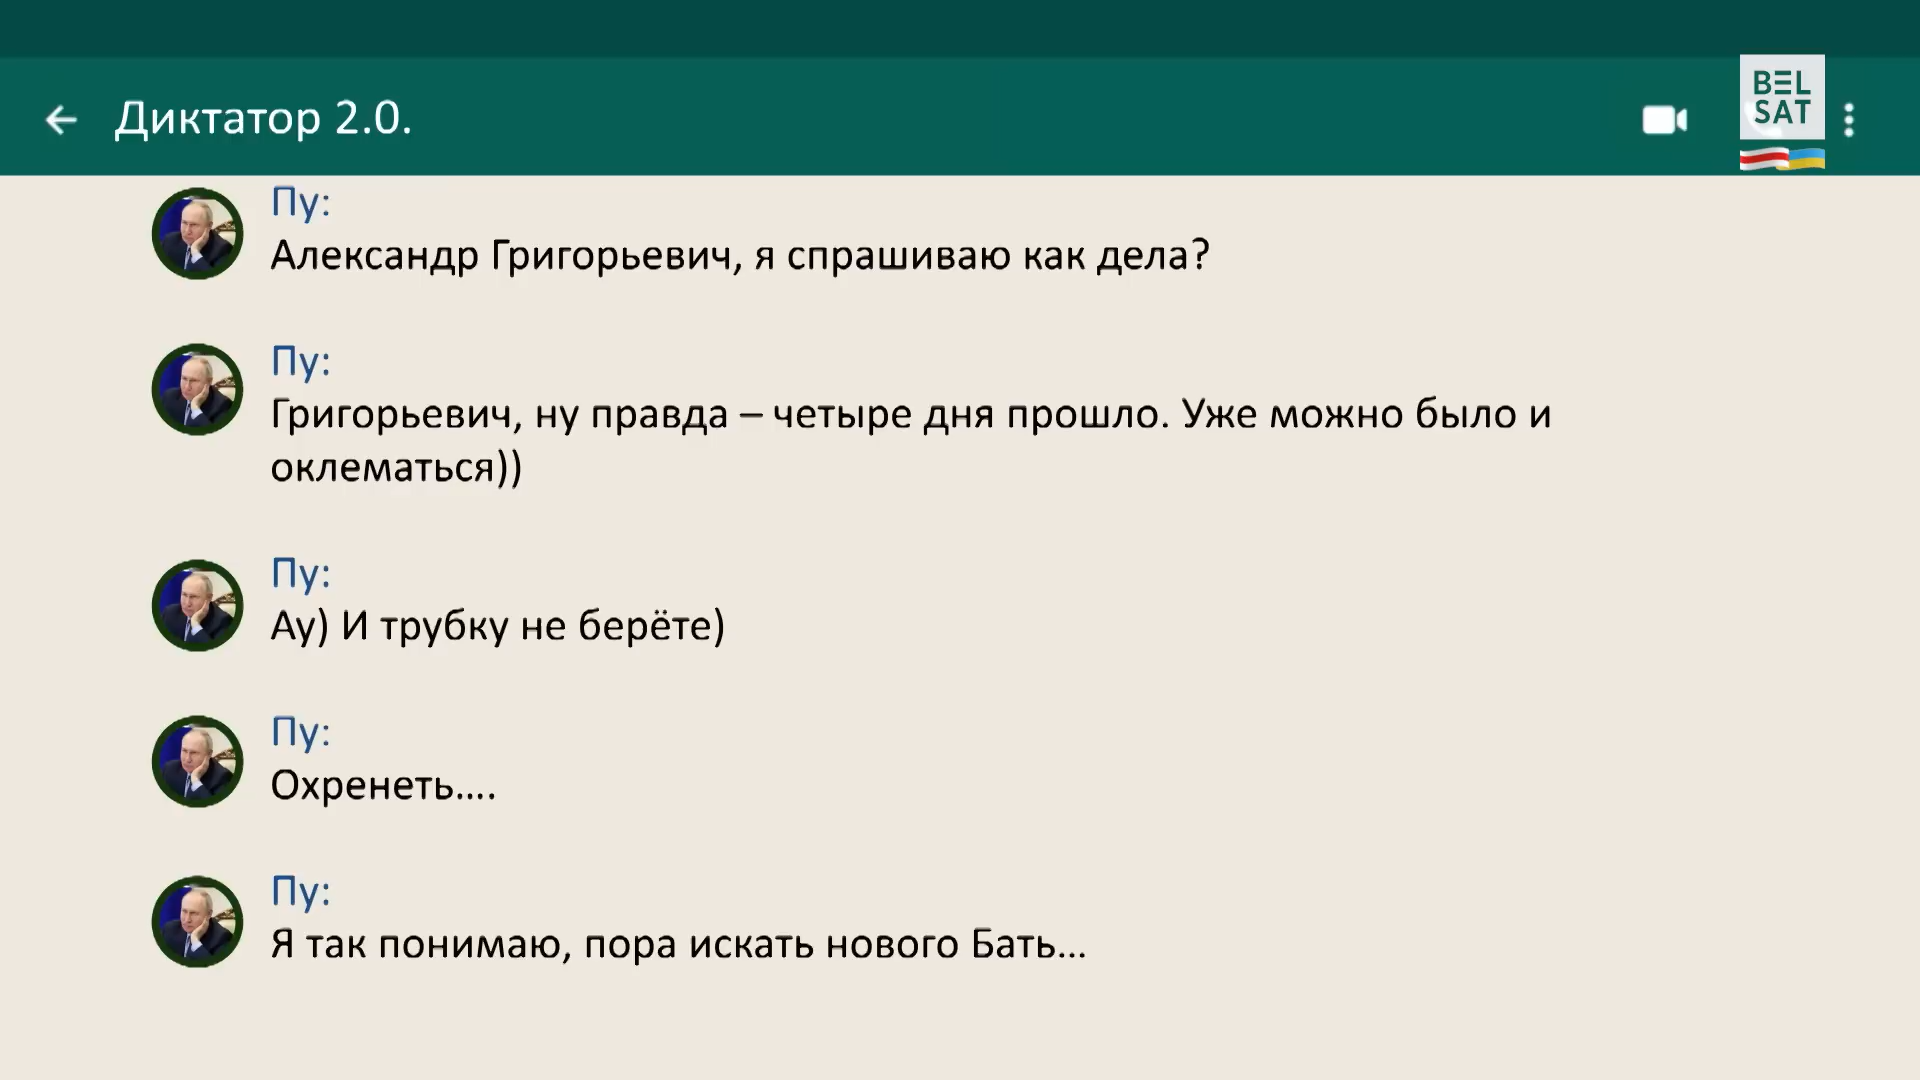 Диктатор 2.0.
BEL
SAT
Пу:
Александр Григорьевич, я спрашиваю как дела?
Пу:
Григорьевич, ну правда – четыре дня прошло. Уже можно было и
оклематься))
Пу:
Ау) И трубку не берёте)
Пу:
Охренеть....
Пу:
Я так понимаю, пора искать нового Бать...